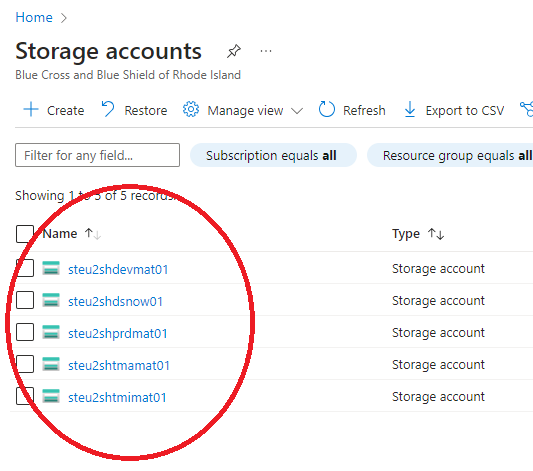 Home >
Storage accounts ...
Blue Cross and Blue Shield of Rhode Island
Create Restore Manage view Refresh Export to CSV
Filter for any field... Subscription equals all Resource group equals all
Showing 1 to 5 of 5 records.
Name ↑↓ Type ↑↓
steu2shdevmat01 Storage account
steu2shdsnow01 Storage account
steu2shprdmat01 Storage account
steu2shtmamat01 Storage account
steu2shtmimat01 Storage account